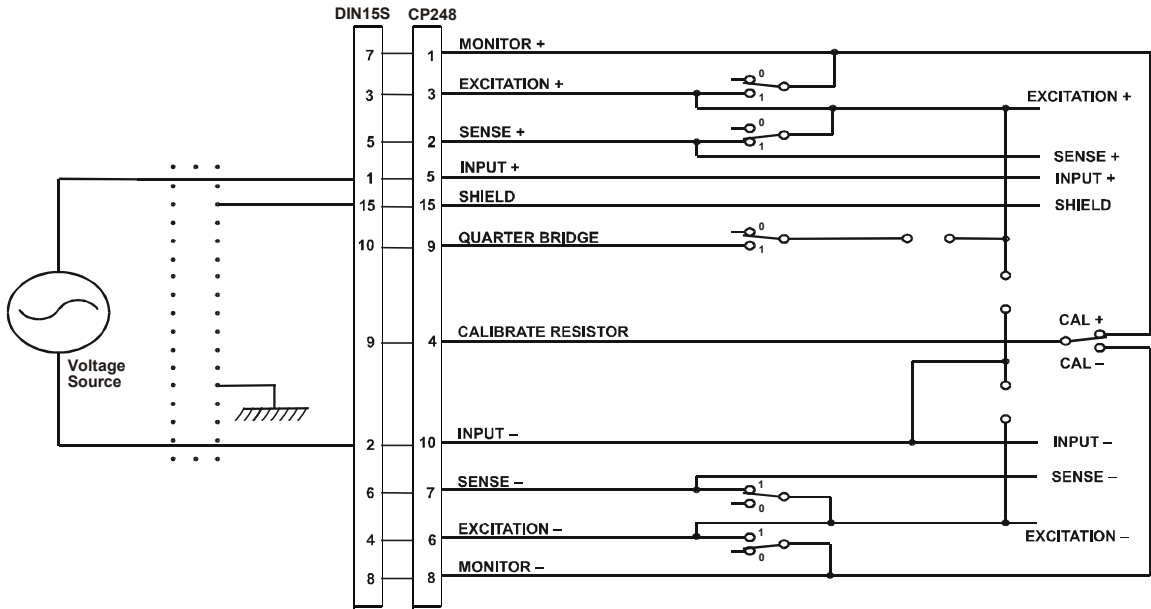 DIN15S CP248
7 1 MONITOR +
0
1
3 3 EXCITATION + EXCITATION +
0
1
5 2 SENSE + SENSE +
1 5 INPUT + INPUT +
15 15 SHIELD SHIELD
0
1
10 9 QUARTER BRIDGE
CAL +
9 4 CALIBRATE RESISTOR
CAL –
Voltage
Source
2 10 INPUT – INPUT –
6 7 SENSE – SENSE –
1
0
4 6 EXCITATION – EXCITATION –
1
0
8 8 MONITOR –